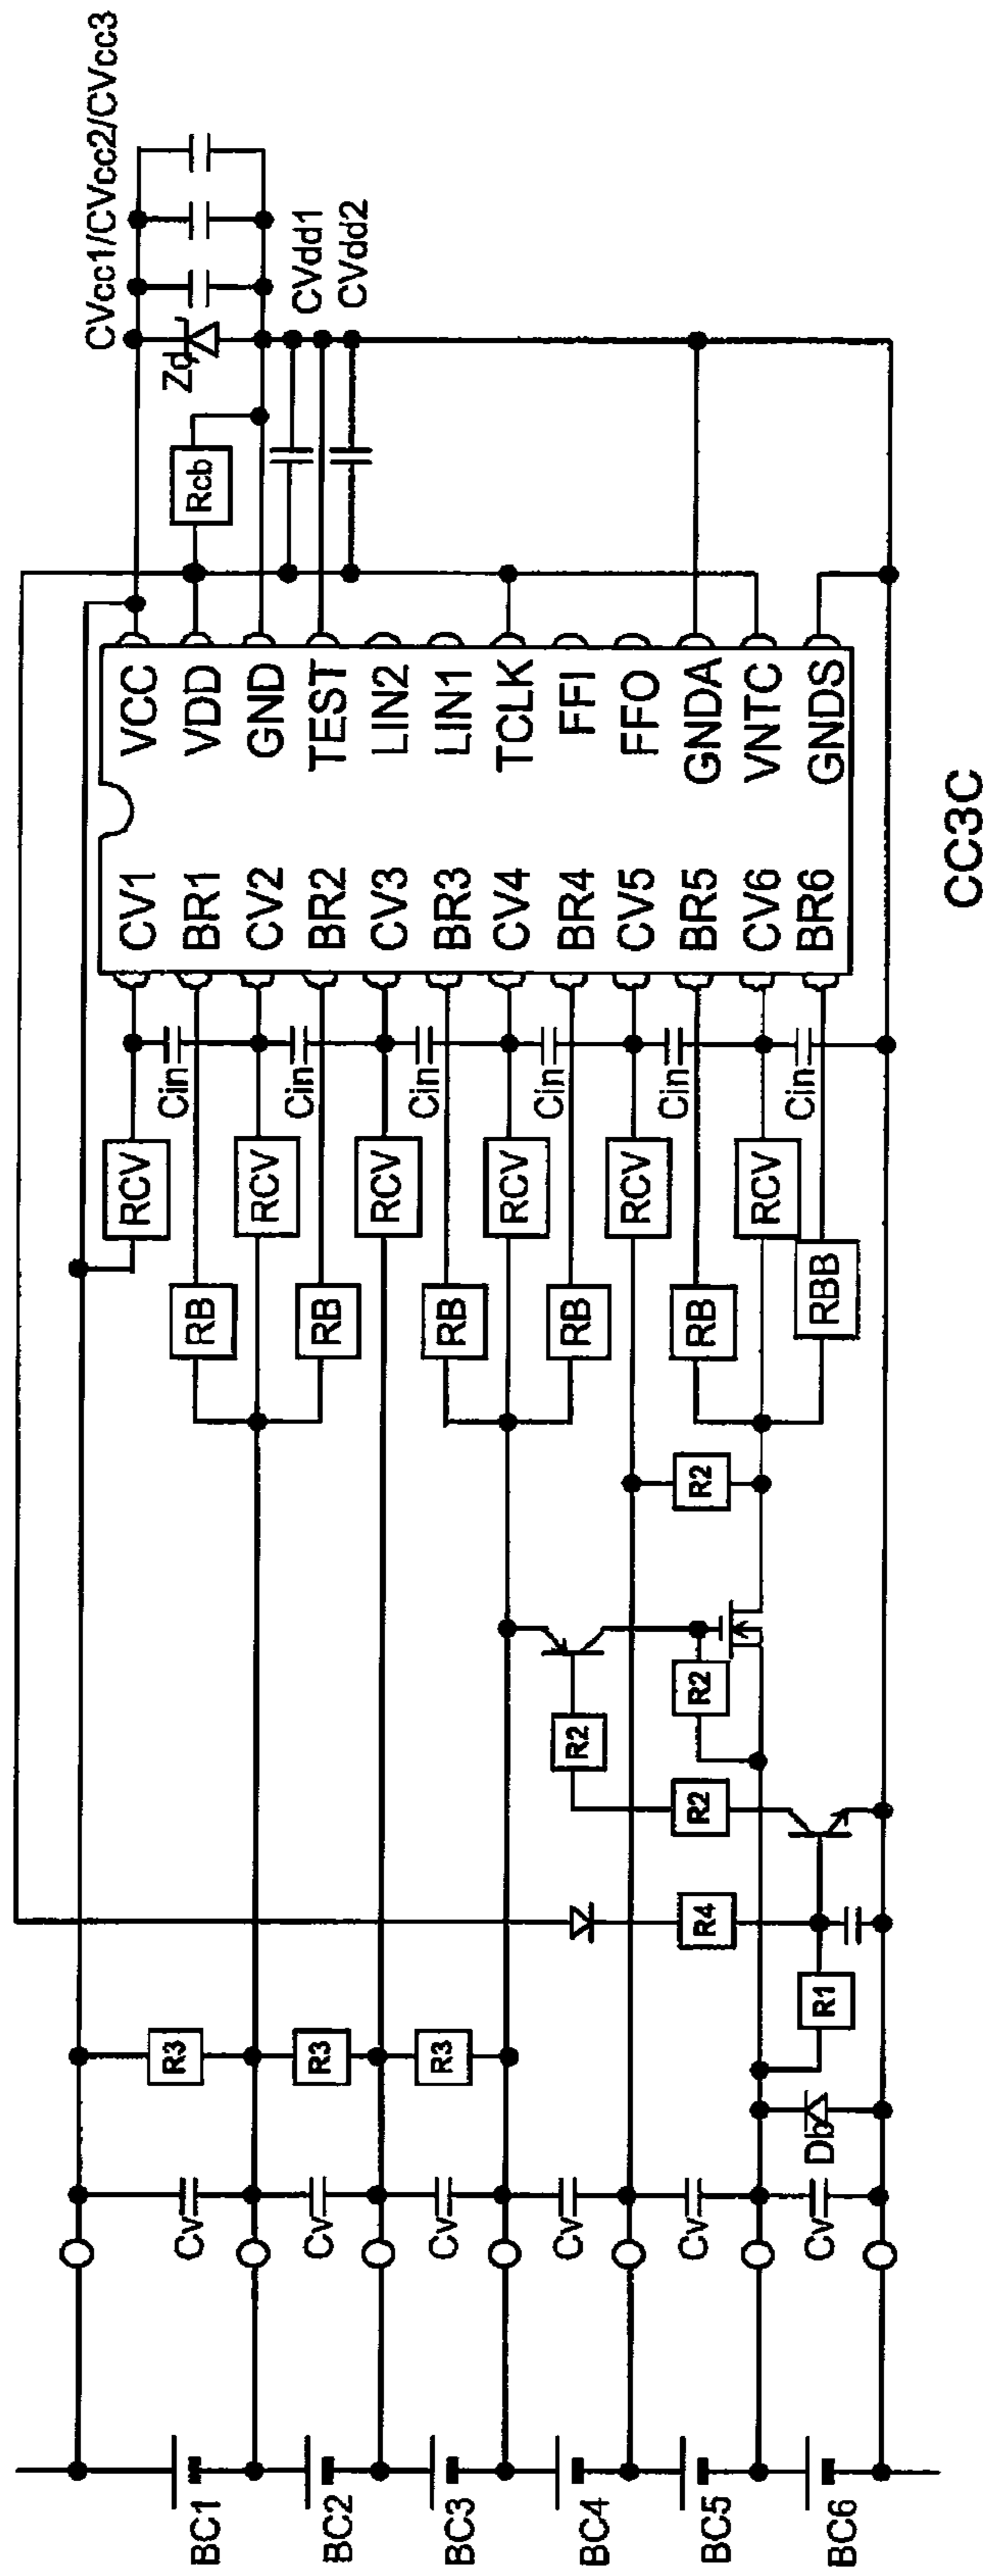 CVcc1/CVcc2/CVcc3
Zd
CVdd1
CVdd2
Rcb
VCC
VDD
GND
TEST
LIN2
LIN1
TCLK
FFI
FFO
GNDA
VNTC
GNDS
CV1
BR1
CV2
BR2
CV3
BR3
CV4
BR4
CV5
BR5
CV6
BR6
CC3C
Cin
Cin
Cin
Cin
Cin
Cin
RCV
RCV
RCV
RCV
RCV
RCV
RB
RB
RB
RB
RB
RBB
R2
R2
R2
R2
R4
R1
R3
R3
R3
Db
Cv
Cv
Cv
Cv
Cv
Cv
BC1
BC2
BC3
BC4
BC5
BC6